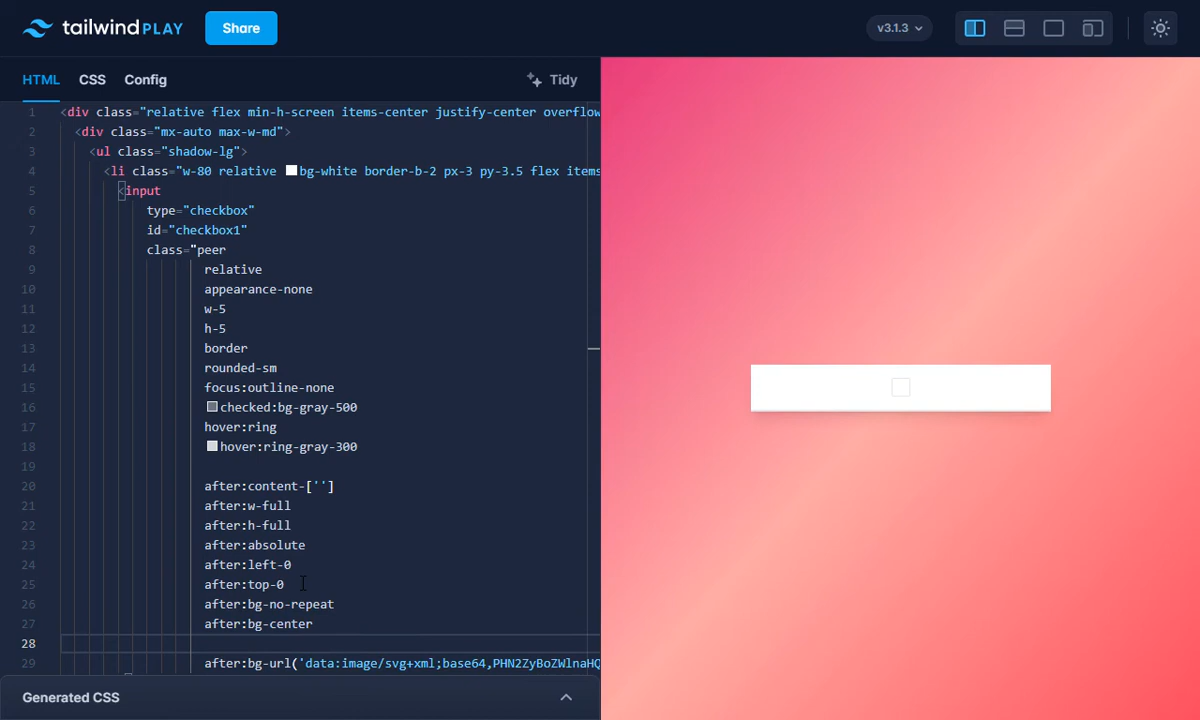 tailwind PLAY Share v3.1.3
HTML CSS Config Tidy
1 <div class="relative flex min-h-screen items-center justify-center overflow
2 <div class="mx-auto max-w-md">
3 <ul class="shadow-lg">
4 <li class="w-80 relative bg-white border-b-2 px-3 py-3.5 flex items
5 <input
6 type="checkbox"
7 id="checkbox1"
8 class="peer
9 relative
10 appearance-none
11 w-5
12 h-5
13 border
14 rounded-sm
15 focus:outline-none
16 checked:bg-gray-500
17 hover:ring
18 hover:ring-gray-300
19
20 after:content-['']
21 after:w-full
22 after:h-full
23 after:absolute
24 after:left-0
25 after:top-0
26 after:bg-no-repeat
27 after:bg-center
28
29 after:bg-url('data:image/svg+xml;base64,PHN2ZyBoZWlnaHQ
Generated CSS